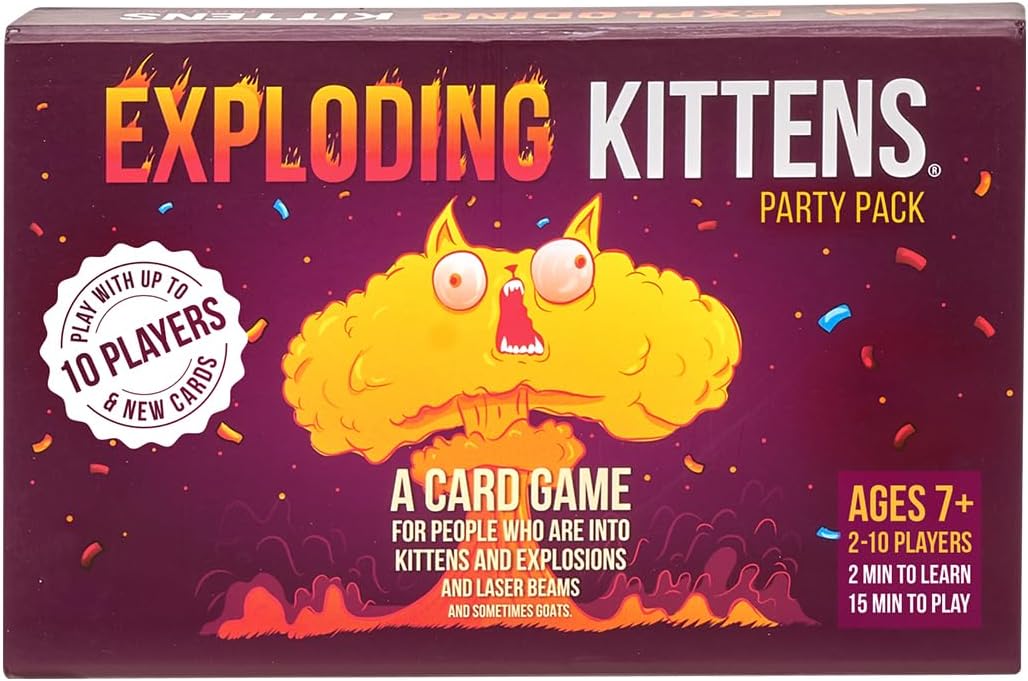 EXPLODING KITTENS
EXPLODING KITTENS®
PARTY PACK
PLAY WITH UP TO
10 PLAYERS
& NEW CARDS
A CARD GAME
FOR PEOPLE WHO ARE INTO
KITTENS AND EXPLOSIONS
AND LASER BEAMS
AND SOMETIMES GOATS.
AGES 7+
2-10 PLAYERS
2 MIN TO LEARN
15 MIN TO PLAY